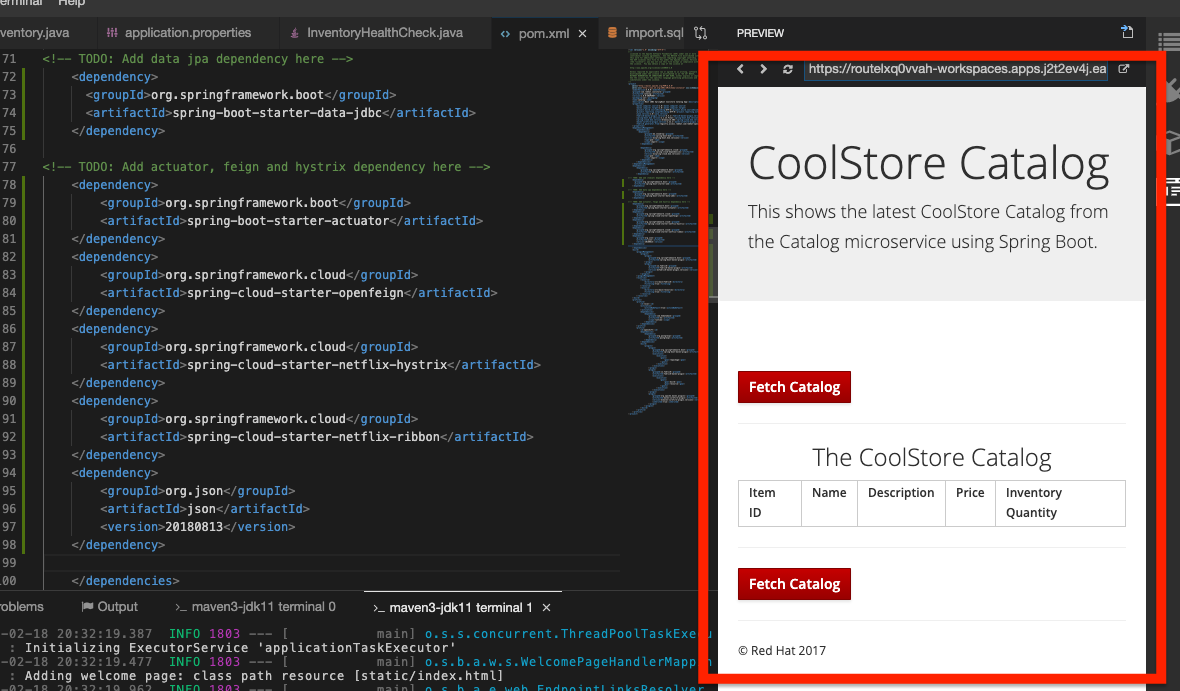 Help
ventory.java
application.properties
InventoryHealthCheck.java
pom.xml
import.sql
PREVIEW
71 <!-- TODO: Add data jpa dependency here -->
72 <dependency>
73 <groupId>org.springframework.boot</groupId>
74 <artifactId>spring-boot-starter-data-jdbc</artifactId>
75 </dependency>
76
77 <!-- TODO: Add actuator, feign and hystrix dependency here -->
78 <dependency>
79 <groupId>org.springframework.boot</groupId>
80 <artifactId>spring-boot-starter-actuator</artifactId>
81 </dependency>
82 <dependency>
83 <groupId>org.springframework.cloud</groupId>
84 <artifactId>spring-cloud-starter-openfeign</artifactId>
85 </dependency>
86 <dependency>
87 <groupId>org.springframework.cloud</groupId>
88 <artifactId>spring-cloud-starter-netflix-hystrix</artifactId>
89 </dependency>
90 <dependency>
91 <groupId>org.springframework.cloud</groupId>
92 <artifactId>spring-cloud-starter-netflix-ribbon</artifactId>
93 </dependency>
94 <dependency>
95 <groupId>org.json</groupId>
96 <artifactId>json</artifactId>
97 <version>20180813</version>
98 </dependency>
99
100 </dependencies>
https://routelxq0vvah-workspaces.apps.j2t2ev4j.ea
CoolStore Catalog
This shows the latest CoolStore Catalog from
the Catalog microservice using Spring Boot.
Fetch Catalog
The CoolStore Catalog
Item ID
Name
Description
Price
Inventory Quantity
Fetch Catalog
© Red Hat 2017
roblems
Output
>_ maven3-jdk11 terminal 0
>_ maven3-jdk11 terminal 1
-02-18 20:32:19.387 INFO 1803 --- [ main] o.s.s.concurrent.ThreadPoolTaskExecu
: Initializing ExecutorService 'applicationTaskExecutor'
-02-18 20:32:19.477 INFO 1803 --- [ main] o.s.b.a.w.s.WelcomePageHandlerMappin
: Adding welcome page: class path resource [static/index.html]
-02-18 20:32:19.962 INFO 1803 --- [ main] o.s.b.a.e.web.EndpointLinksResolver